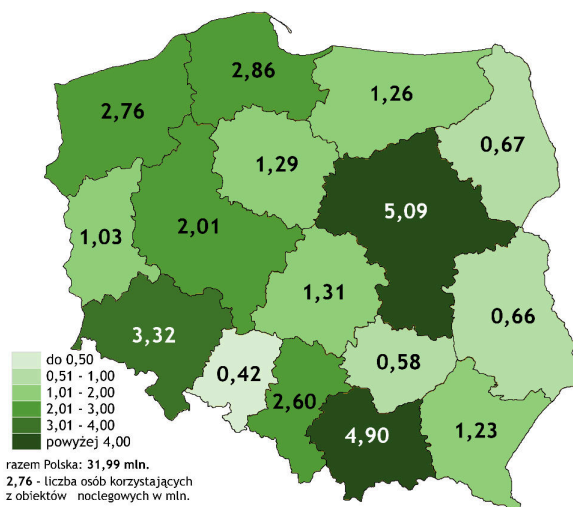 2,86
2,76
1,26
0,67
1,29
5,09
2,01
1,03
1,31
0,66
3,32
0,58
0,42
2,60
4,90
1,23
do 0,50
0,51 - 1,00
1,01 - 2,00
2,01 - 3,00
3,01 - 4,00
powyżej 4,00
razem Polska: 31,99 mln.
2,76 - liczba osób korzystających
z obiektów noclegowych w mln.